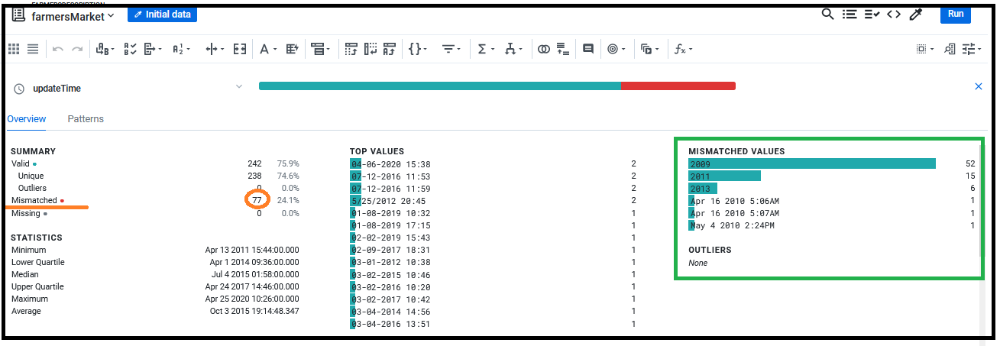 farmersMarket
Initial data
Run
updateTime
Overview
Patterns
SUMMARY
Valid 242 75.9%
Unique 238 74.6%
Outliers 0 0.0%
Mismatched 77 24.1%
Missing 0 0.0%
STATISTICS
Minimum Apr 13 2011 15:44:00.000
Lower Quartile Apr 1 2014 09:36:00.000
Median Jul 4 2015 01:58:00.000
Upper Quartile Apr 24 2017 14:46:00.000
Maximum Apr 25 2020 10:26:00.000
Average Oct 3 2015 19:14:48.347
TOP VALUES
04-06-2020 15:38 2
07-12-2016 11:53 2
07-12-2016 11:59 2
5/25/2012 20:45 2
01-08-2019 10:32 1
01-08-2019 17:15 1
02-02-2019 15:43 1
02-09-2017 18:31 1
03-01-2012 10:38 1
03-02-2015 10:46 1
03-02-2016 10:20 1
03-02-2017 10:42 1
03-04-2014 14:56 1
03-04-2016 13:51 1
MISMATCHED VALUES
2009 52
2011 15
2013 6
Apr 16 2010 5:06AM 1
Apr 16 2010 5:07AM 1
May 4 2010 2:24PM 1
OUTLIERS
None